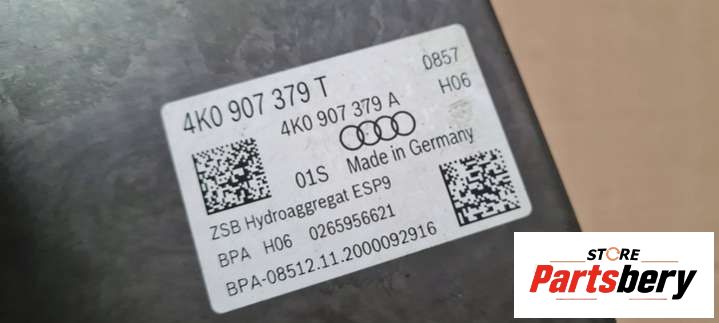 4K0 907 379 T
0857
4K0 907 379 A
H06
01S
Made in Germany
ZSB Hydroaggregat ESP9
BPA H06 0265956621
BPA-08512.11.2000092916
STORE
Partsbery